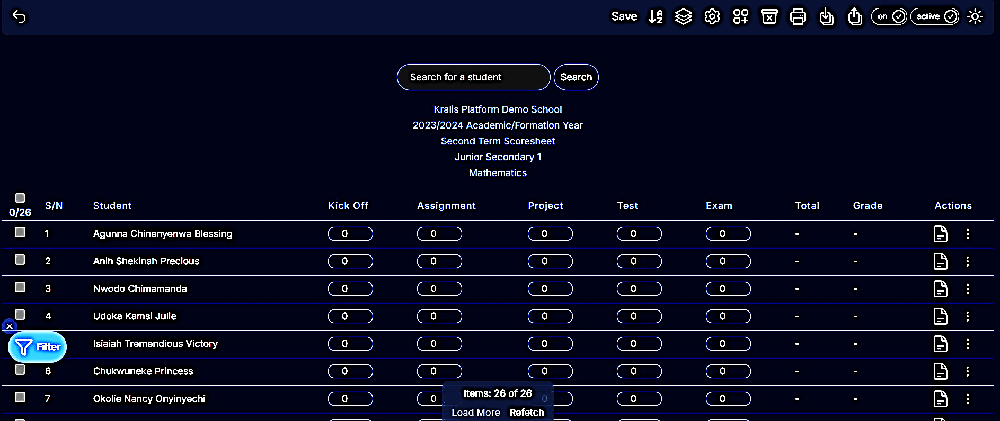 Save on active
Search for a student Search
Kralis Platform Demo School
2023/2024 Academic/Formation Year
Second Term Scoresheet
Junior Secondary 1
Mathematics
0/26 S/N Student Kick Off Assignment Project Test Exam Total Grade Actions
1 Agunna Chinenyenwa Blessing 0 0 0 0 0 - -
2 Anih Shekinah Precious 0 0 0 0 0 - -
3 Nwodo Chimamanda 0 0 0 0 0 - -
4 Udoka Kamsi Julie 0 0 0 0 0 - -
Filter Isiaiah Tremendious Victory 0 0 0 0 0 - -
6 Chukwuneke Princess 0 0 0 0 0 - -
7 Okolie Nancy Onyinyechi 0 0 0 0 0 - -
Items: 26 of 26
Load More Refetch